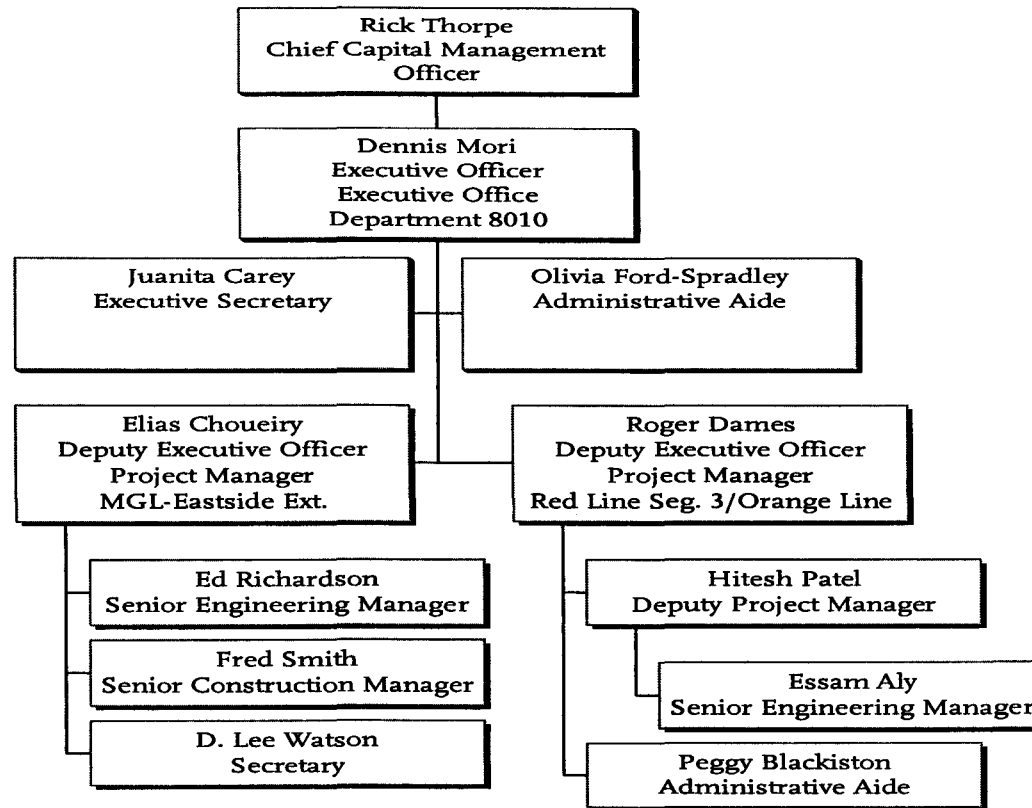 Rick Thorpe
Chief Capital Management
Officer
Dennis Mori
Executive Officer
Executive Office
Department 8010
Juanita Carey
Executive Secretary
Olivia Ford-Spradley
Administrative Aide
Elias Choueiry
Deputy Executive Officer
Project Manager
MGL-Eastside Ext.
Roger Dames
Deputy Executive Officer
Project Manager
Red Line Seg. 3/Orange Line
Ed Richardson
Senior Engineering Manager
Fred Smith
Senior Construction Manager
D. Lee Watson
Secretary
Hitesh Patel
Deputy Project Manager
Essam Aly
Senior Engineering Manager
Peggy Blackiston
Administrative Aide